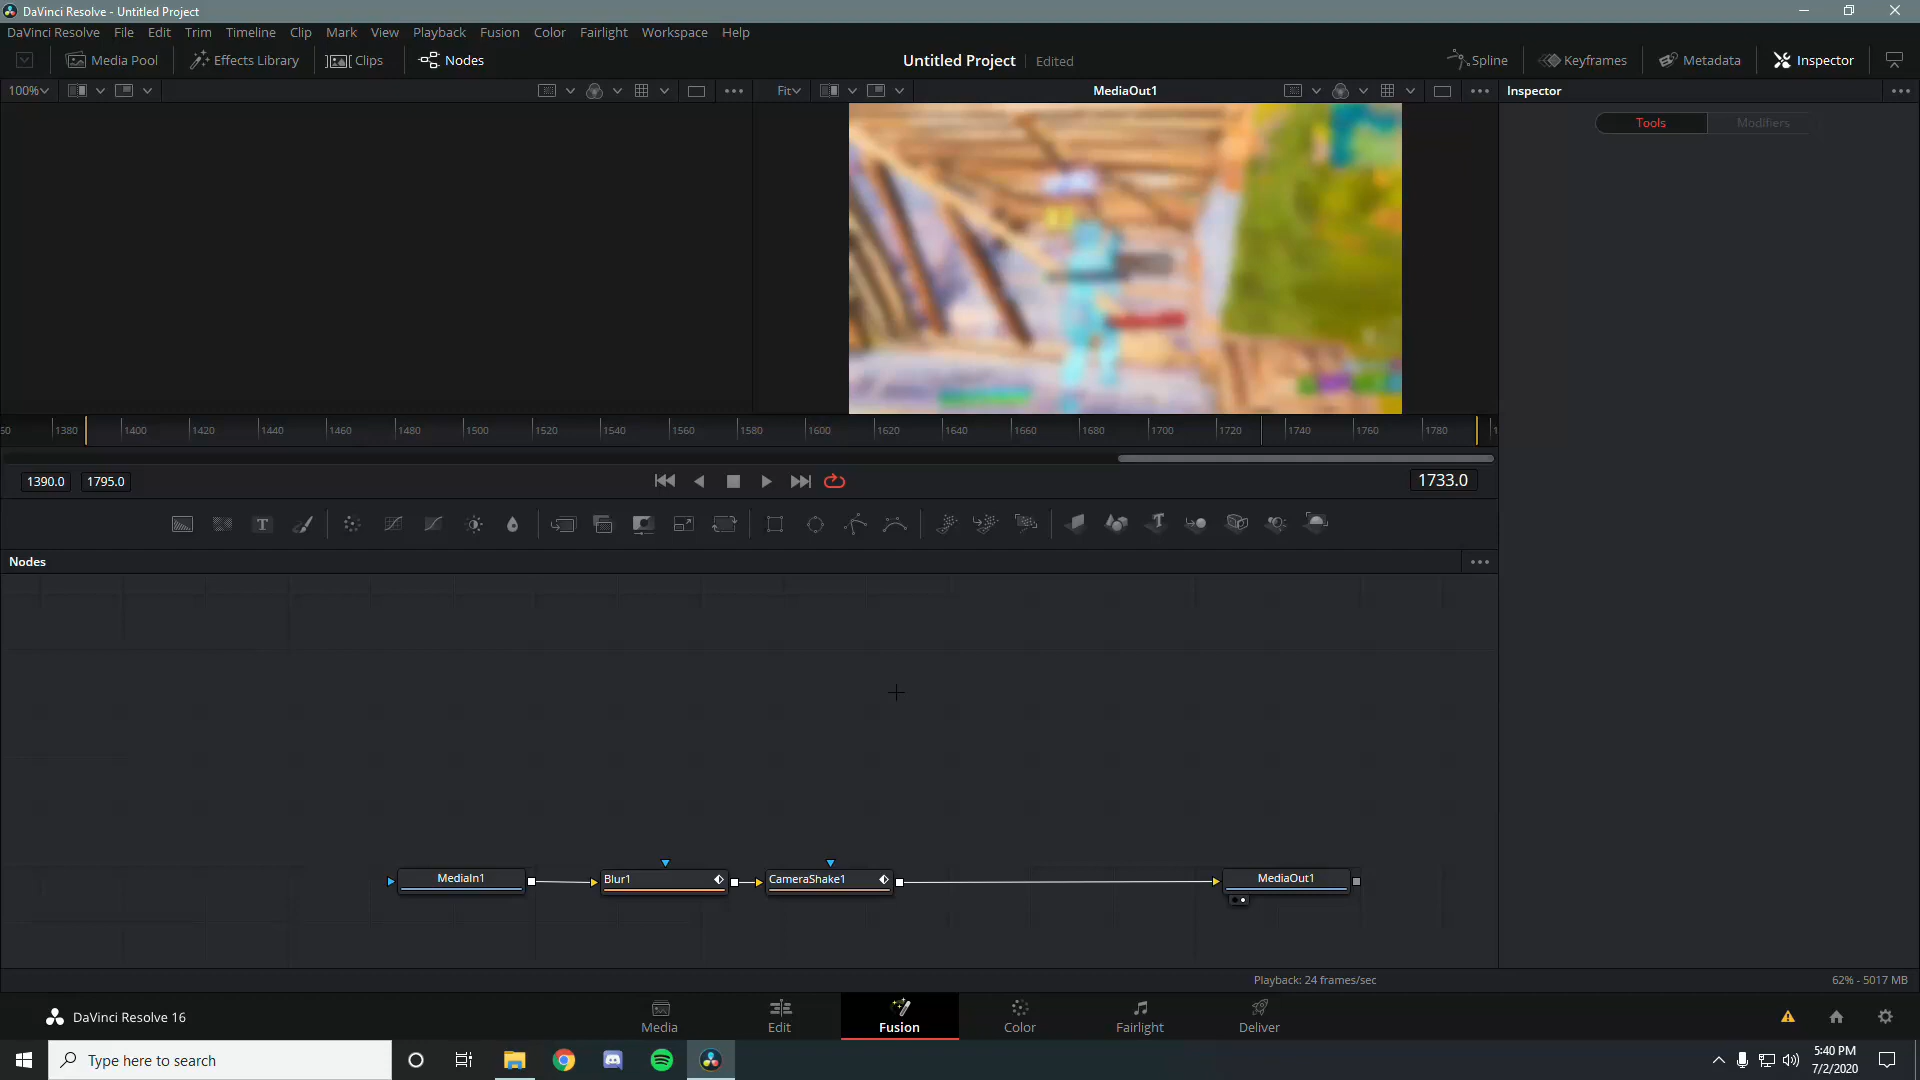 DaVinci Resolve - Untitled Project
DaVinci Resolve File Edit Trim Timeline Clip Mark View Playback Fusion Color Fairlight Workspace Help
Media Pool Effects Library Clips Nodes Untitled Project Edited Spline Keyframes Metadata Inspector
100% Fit MediaOut1 Inspector
Tools Modifiers
1380 1400 1420 1440 1460 1480 1500 1520 1540 1560 1580 1600 1620 1640 1660 1680 1700 1720 1740 1760 1780
1390.0 1795.0 1733.0
T T
Nodes
MediaIn1 Blur1 CameraShake1 MediaOut1
Playback: 24 frames/sec 62% - 5017 MB
DaVinci Resolve 16 Media Edit Fusion Color Fairlight Deliver
Type here to search 5:40 PM
7/2/2020